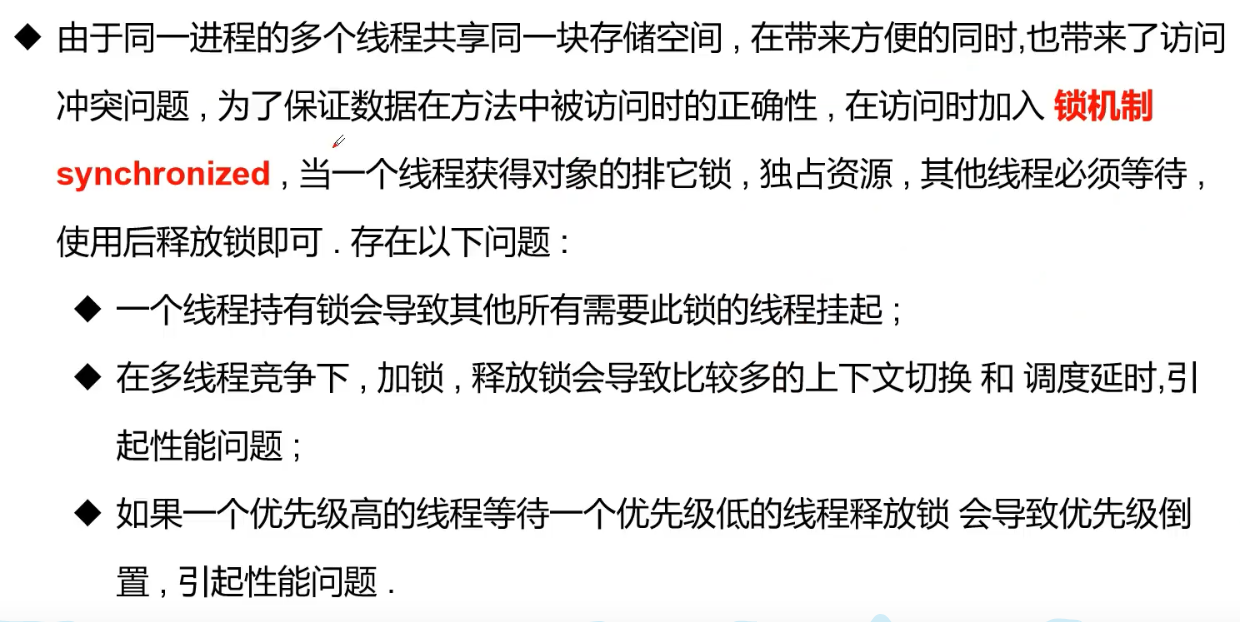 ◆ 由于同一进程的多个线程共享同一块存储空间 , 在带来方便的同时,也带来了访问
冲突问题 , 为了保证数据在方法中被访问时的正确性 , 在访问时加入 锁机制
synchronized , 当一个线程获得对象的排它锁 , 独占资源 , 其他线程必须等待 ,
使用后释放锁即可 . 存在以下问题 :
◆ 一个线程持有锁会导致其他所有需要此锁的线程挂起 ;
◆ 在多线程竞争下 , 加锁 , 释放锁会导致比较多的上下文切换 和 调度延时,引
起性能问题 ;
◆ 如果一个优先级高的线程等待一个优先级低的线程释放锁 会导致优先级倒
置 , 引起性能问题 .